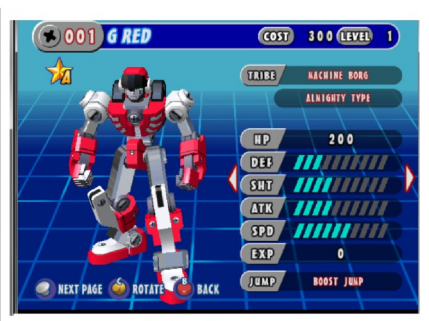 001 G RED COST 300 LEVEL 1
A
TRIBE MACHINE BORG
ALMIGHTY TYPE
HP 200
DEF
SHT
ATK
SPD
EXP 0
JUMP BOOST JUMP
NEXT PAGE ROTATE B BACK